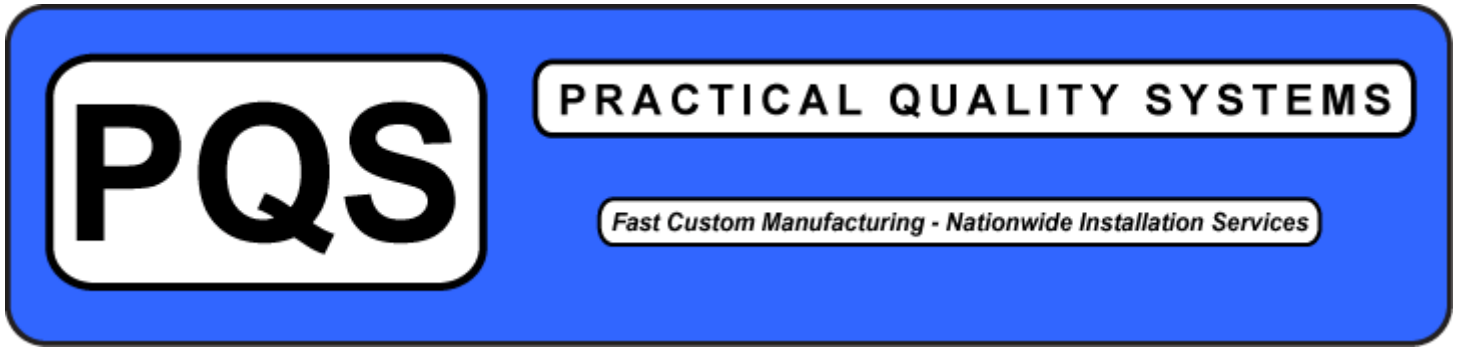 PQS
PRACTICAL QUALITY SYSTEMS
Fast Custom Manufacturing - Nationwide Installation Services